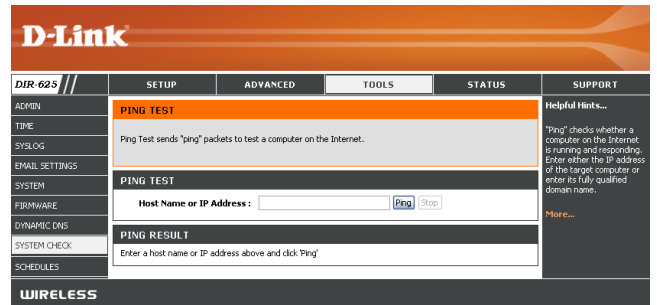 D-Link
DIR-625
SETUP
ADVANCED
TOOLS
STATUS
SUPPORT
ADMIN
TIME
SYSLOG
EMAIL SETTINGS
SYSTEM
FIRMWARE
DYNAMIC DNS
SYSTEM CHECK
SCHEDULES
PING TEST
Ping Test sends "ping" packets to test a computer on the Internet.
PING TEST
Host Name or IP Address :
Ping
Stop
PING RESULT
Enter a host name or IP address above and click 'Ping'
Helpful Hints...
"Ping" checks whether a
computer on the Internet
is running and responding.
Enter either the IP address
of the target computer or
enter its fully qualified
domain name.
More...
WIRELESS